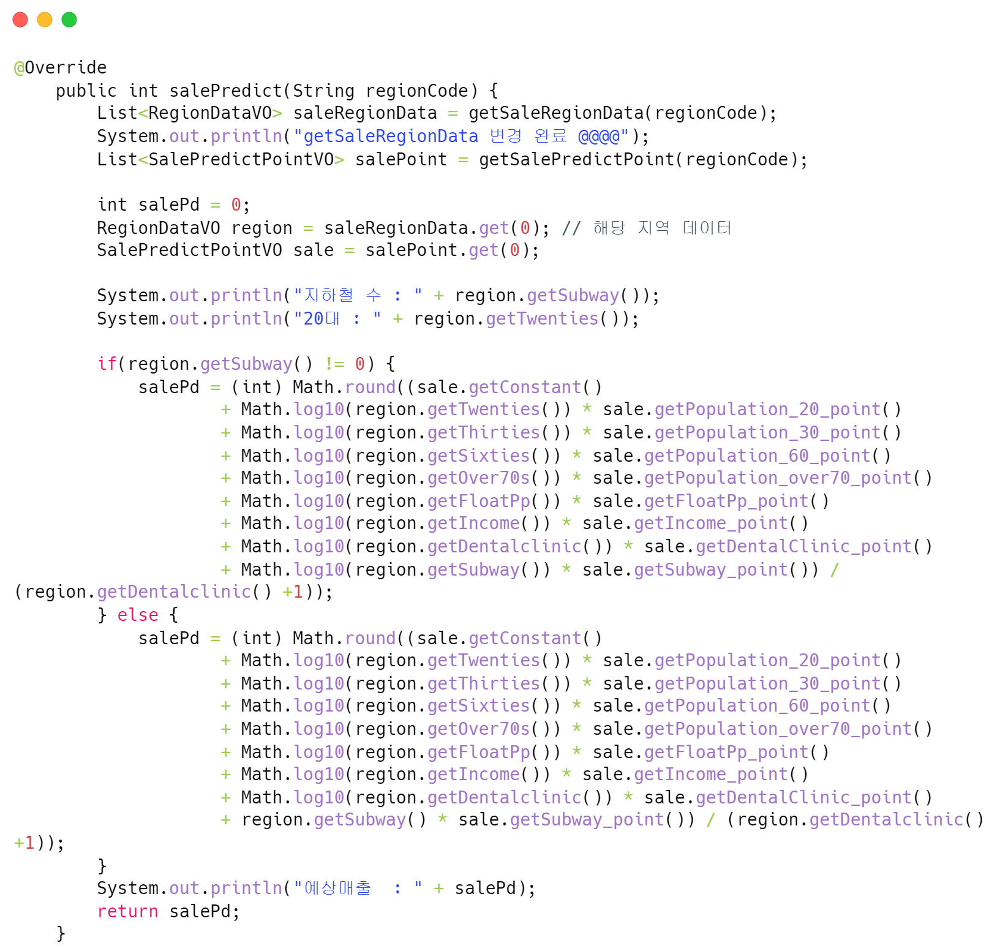 @Override
    public int salePredict(String regionCode) {
        List<RegionDataVO> saleRegionData = getSaleRegionData(regionCode);
        System.out.println("getSaleRegionData 변경 완료 @@@@");
        List<SalePredictPointVO> salePoint = getSalePredictPoint(regionCode);

        int salePd = 0;
        RegionDataVO region = saleRegionData.get(0); // 해당 지역 데이터
        SalePredictPointVO sale = salePoint.get(0);

        System.out.println("지하철 수 : " + region.getSubway());
        System.out.println("20대 : " + region.getTwenties());

        if(region.getSubway() != 0) {
            salePd = (int) Math.round((sale.getConstant()
                    + Math.log10(region.getTwenties()) * sale.getPopulation_20_point()
                    + Math.log10(region.getThirties()) * sale.getPopulation_30_point()
                    + Math.log10(region.getSixties()) * sale.getPopulation_60_point()
                    + Math.log10(region.getOver70s()) * sale.getPopulation_over70_point()
                    + Math.log10(region.getFloatPp()) * sale.getFloatPp_point()
                    + Math.log10(region.getIncome()) * sale.getIncome_point()
                    + Math.log10(region.getDentalclinic()) * sale.getDentalClinic_point()
                    + Math.log10(region.getSubway()) * sale.getSubway_point()) /
(region.getDentalclinic() +1));
        } else {
            salePd = (int) Math.round((sale.getConstant()
                    + Math.log10(region.getTwenties()) * sale.getPopulation_20_point()
                    + Math.log10(region.getThirties()) * sale.getPopulation_30_point()
                    + Math.log10(region.getSixties()) * sale.getPopulation_60_point()
                    + Math.log10(region.getOver70s()) * sale.getPopulation_over70_point()
                    + Math.log10(region.getFloatPp()) * sale.getFloatPp_point()
                    + Math.log10(region.getIncome()) * sale.getIncome_point()
                    + Math.log10(region.getDentalclinic()) * sale.getDentalClinic_point()
                    + region.getSubway() * sale.getSubway_point()) / (region.getDentalclinic()
+1));
        }
        System.out.println("예상매출  : " + salePd);
        return salePd;
    }